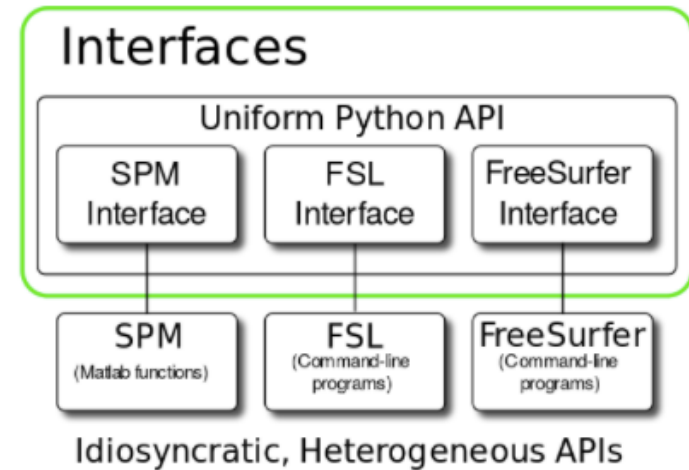 Interfaces
Uniform Python API
SPM
Interface
FSL
Interface
FreeSurfer
Interface
SPM
(Matlab functions)
FSL
(Command-line
programs)
FreeSurfer
(Command-line
programs)
Idiosyncratic, Heterogeneous APIs